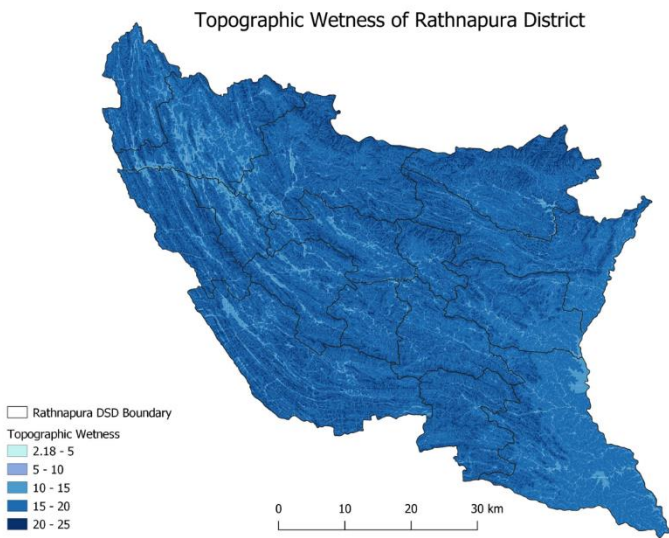 Topographic Wetness of Rathnapura District
Rathnapura DSD Boundary
Topographic Wetness
2.18 - 5
5 - 10
10 - 15
15 - 20
20 - 25
0 10 20 30 km